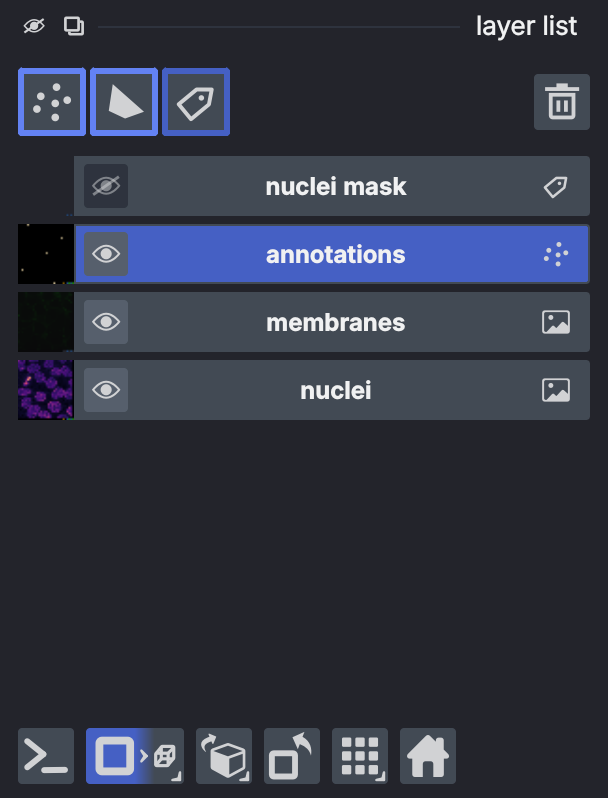 layer list
nuclei mask
annotations
membranes
nuclei